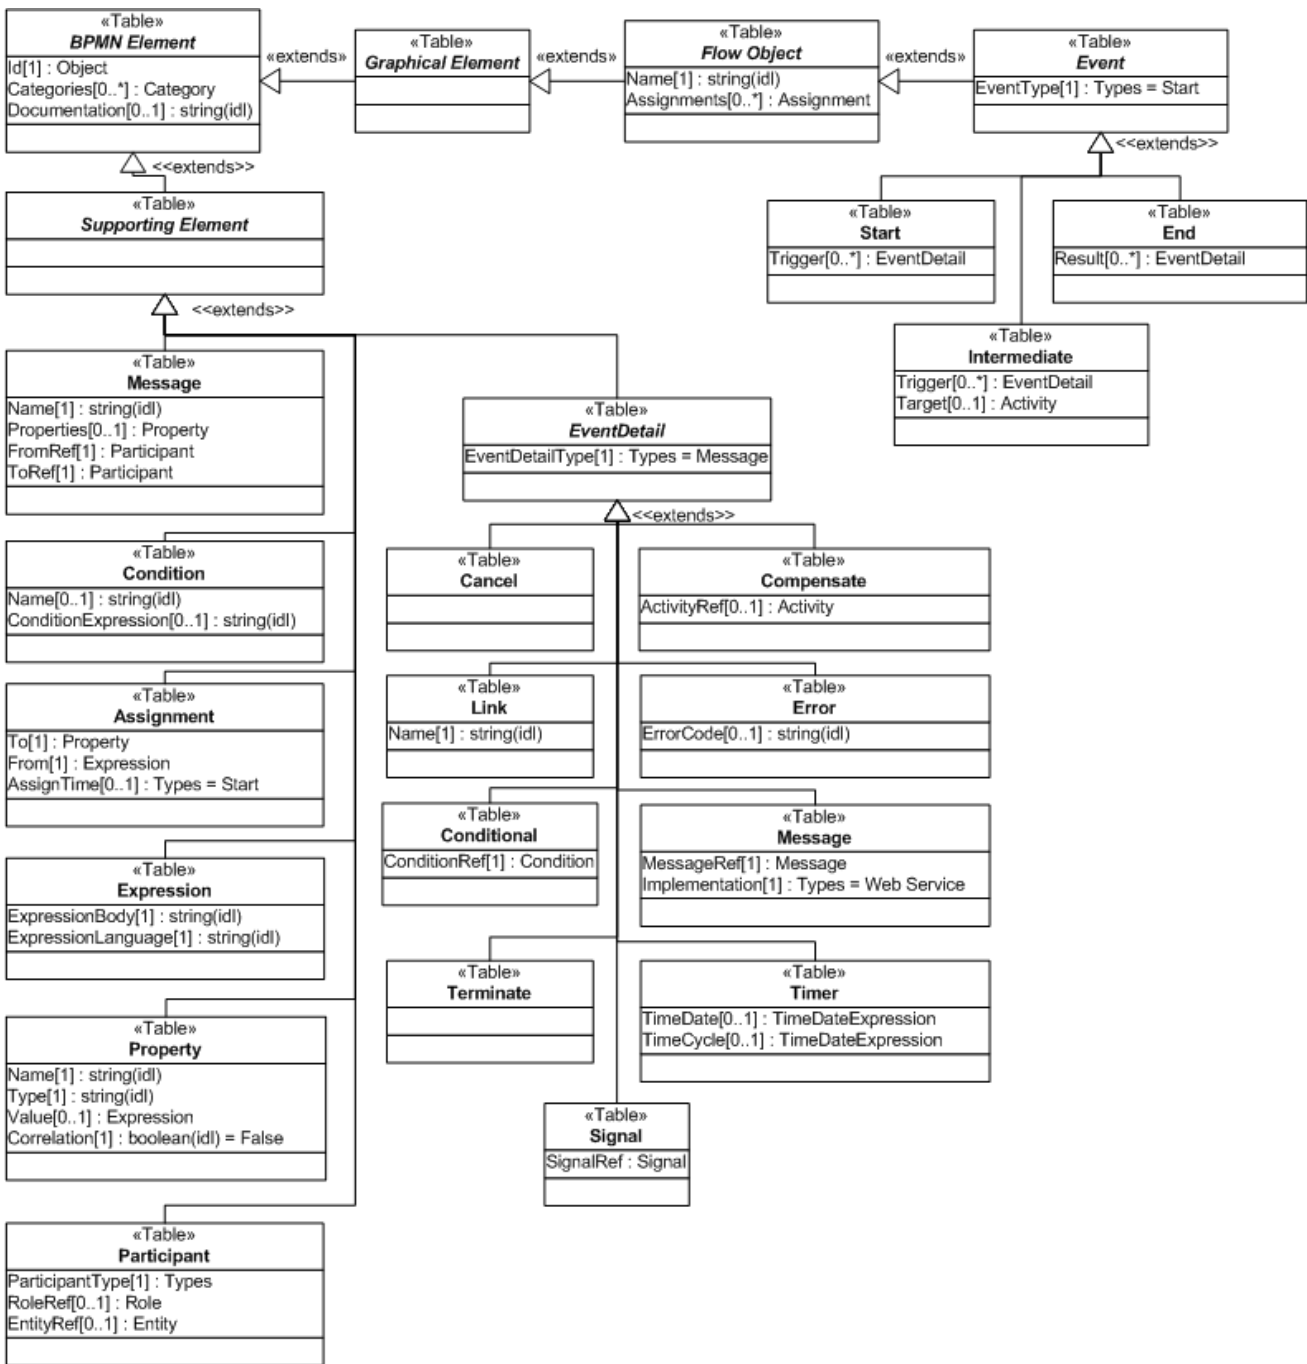 «Table»
BPMN Element
Id[1] : Object
Categories[0..*] : Category
Documentation[0..1] : string(idl)
«extends»
«Table»
Graphical Element
«extends»
«Table»
Flow Object
Name[1] : string(idl)
Assignments[0..*] : Assignment
«extends»
«Table»
Event
EventType[1] : Types = Start
<<extends>>
<<extends>>
«Table»
Supporting Element
«Table»
Start
Trigger[0..*] : EventDetail
«Table»
End
Result[0..*] : EventDetail
«Table»
Intermediate
Trigger[0..*] : EventDetail
Target[0..1] : Activity
<<extends>>
«Table»
Message
Name[1] : string(idl)
Properties[0..1] : Property
FromRef[1] : Participant
ToRef[1] : Participant
«Table»
EventDetail
EventDetailType[1] : Types = Message
<<extends>>
«Table»
Condition
Name[0..1] : string(idl)
ConditionExpression[0..1] : string(idl)
«Table»
Cancel
«Table»
Compensate
ActivityRef[0..1] : Activity
«Table»
Assignment
To[1] : Property
From[1] : Expression
AssignTime[0..1] : Types = Start
«Table»
Link
Name[1] : string(idl)
«Table»
Error
ErrorCode[0..1] : string(idl)
«Table»
Conditional
ConditionRef[1] : Condition
«Table»
Message
MessageRef[1] : Message
Implementation[1] : Types = Web Service
«Table»
Expression
ExpressionBody[1] : string(idl)
ExpressionLanguage[1] : string(idl)
«Table»
Terminate
«Table»
Timer
TimeDate[0..1] : TimeDateExpression
TimeCycle[0..1] : TimeDateExpression
«Table»
Property
Name[1] : string(idl)
Type[1] : string(idl)
Value[0..1] : Expression
Correlation[1] : boolean(idl) = False
«Table»
Signal
SignalRef : Signal
«Table»
Participant
ParticipantType[1] : Types
RoleRef[0..1] : Role
EntityRef[0..1] : Entity